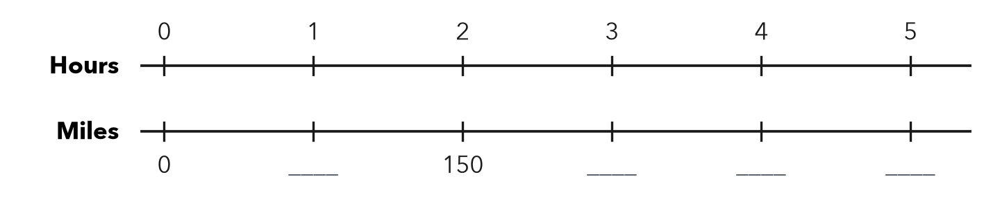 0 1 2 3 4 5
Hours
Miles
0 ____ 150 ____ ____ ____